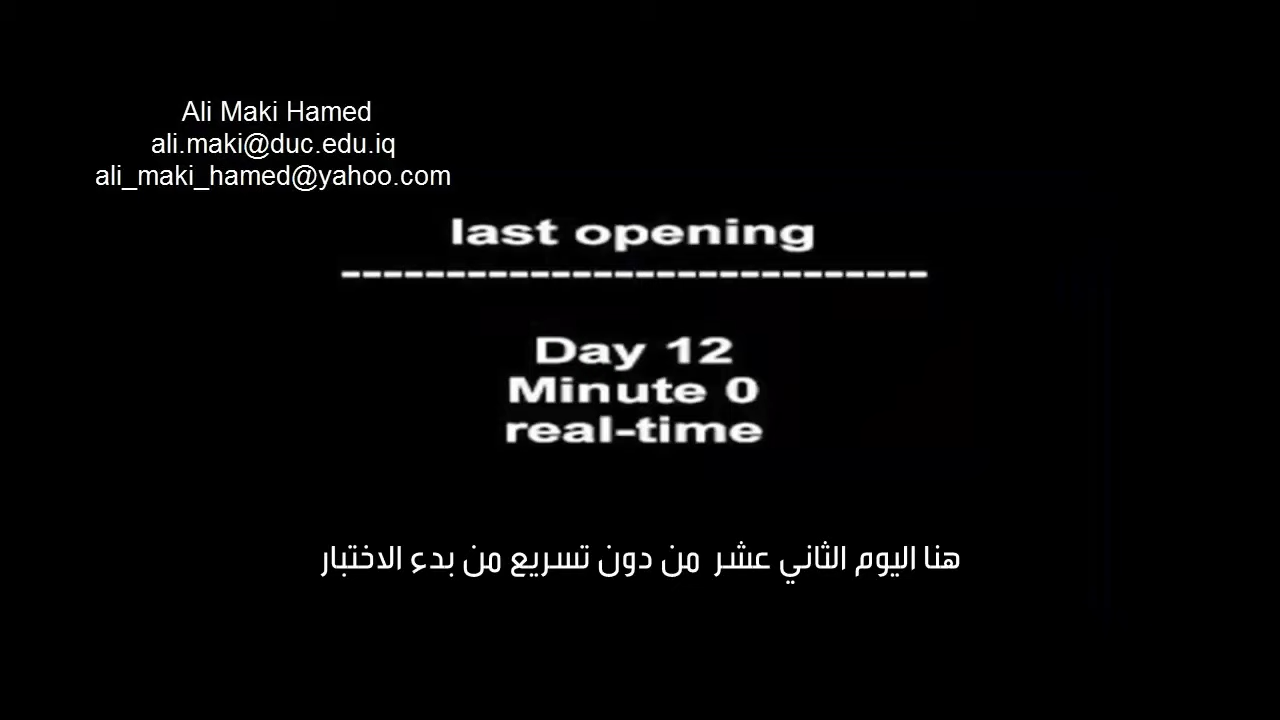 Ali Maki Hamed
ali.maki@duc.edu.iq
ali_maki_hamed@yahoo.com
last opening
----------------------------
Day 12
Minute 0
real-time
هنا اليوم الثاني عشر من دون تسريع من بدء الاختبار